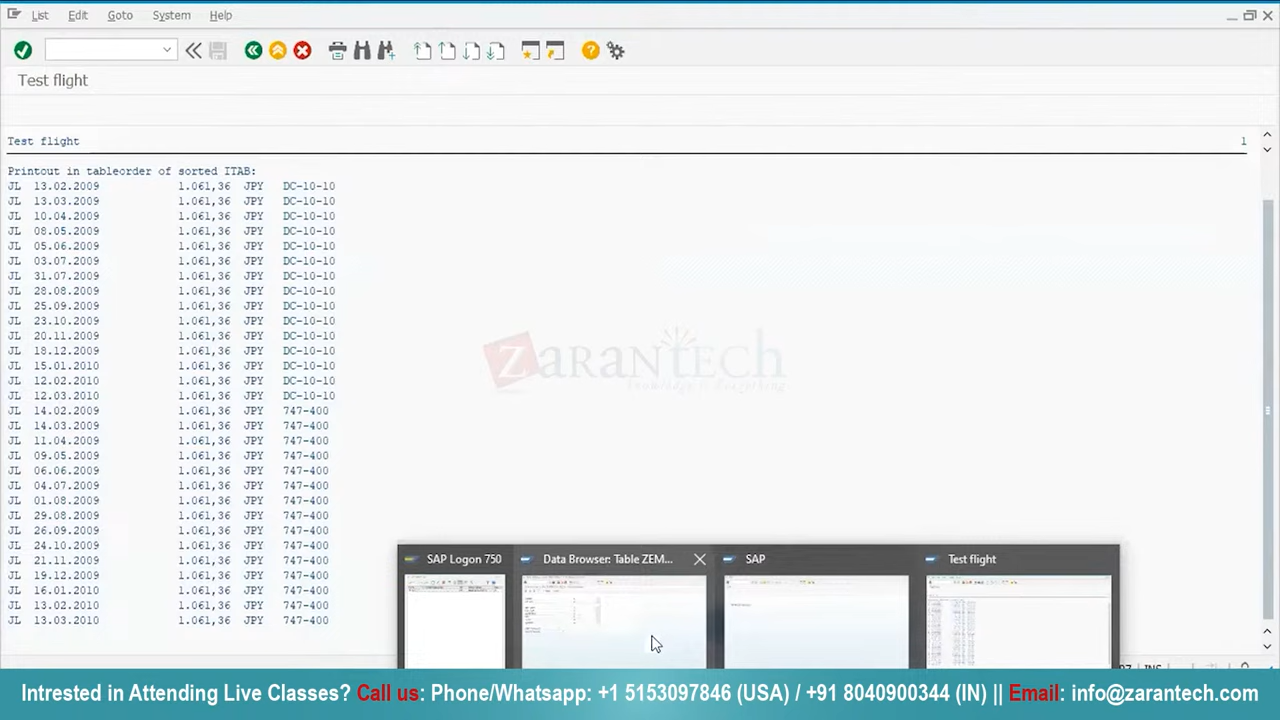 List Edit Goto System Help
Test flight
Test flight 1
Printout in tableorder of sorted ITAB:
JL 13.02.2009 1.061,36 JPY DC-10-10
JL 13.03.2009 1.061,36 JPY DC-10-10
JL 10.04.2009 1.061,36 JPY DC-10-10
JL 08.05.2009 1.061,36 JPY DC-10-10
JL 05.06.2009 1.061,36 JPY DC-10-10
JL 03.07.2009 1.061,36 JPY DC-10-10
JL 31.07.2009 1.061,36 JPY DC-10-10
JL 28.08.2009 1.061,36 JPY DC-10-10
JL 25.09.2009 1.061,36 JPY DC-10-10
JL 23.10.2009 1.061,36 JPY DC-10-10
JL 20.11.2009 1.061,36 JPY DC-10-10
JL 18.12.2009 1.061,36 JPY DC-10-10
JL 15.01.2010 1.061,36 JPY DC-10-10
JL 12.02.2010 1.061,36 JPY DC-10-10
JL 12.03.2010 1.061,36 JPY DC-10-10
JL 14.02.2009 1.061,36 JPY 747-400
JL 14.03.2009 1.061,36 JPY 747-400
JL 11.04.2009 1.061,36 JPY 747-400
JL 09.05.2009 1.061,36 JPY 747-400
JL 06.06.2009 1.061,36 JPY 747-400
JL 04.07.2009 1.061,36 JPY 747-400
JL 01.08.2009 1.061,36 JPY 747-400
JL 29.08.2009 1.061,36 JPY 747-400
JL 26.09.2009 1.061,36 JPY 747-400
JL 24.10.2009 1.061,36 JPY 747-400
JL 21.11.2009 1.061,36 JPY 747-400
JL 19.12.2009 1.061,36 JPY 747-400
JL 16.01.2010 1.061,36 JPY 747-400
JL 13.02.2010 1.061,36 JPY 747-400
JL 13.03.2010 1.061,36 JPY 747-400
ZARANTECH
SAP Logon 750 Data Browser: Table ZEM... SAP Test flight
Intrested in Attending Live Classes? Call us: Phone/Whatsapp: +1 5153097846 (USA) / +91 8040900344 (IN) || Email: info@zarantech.com